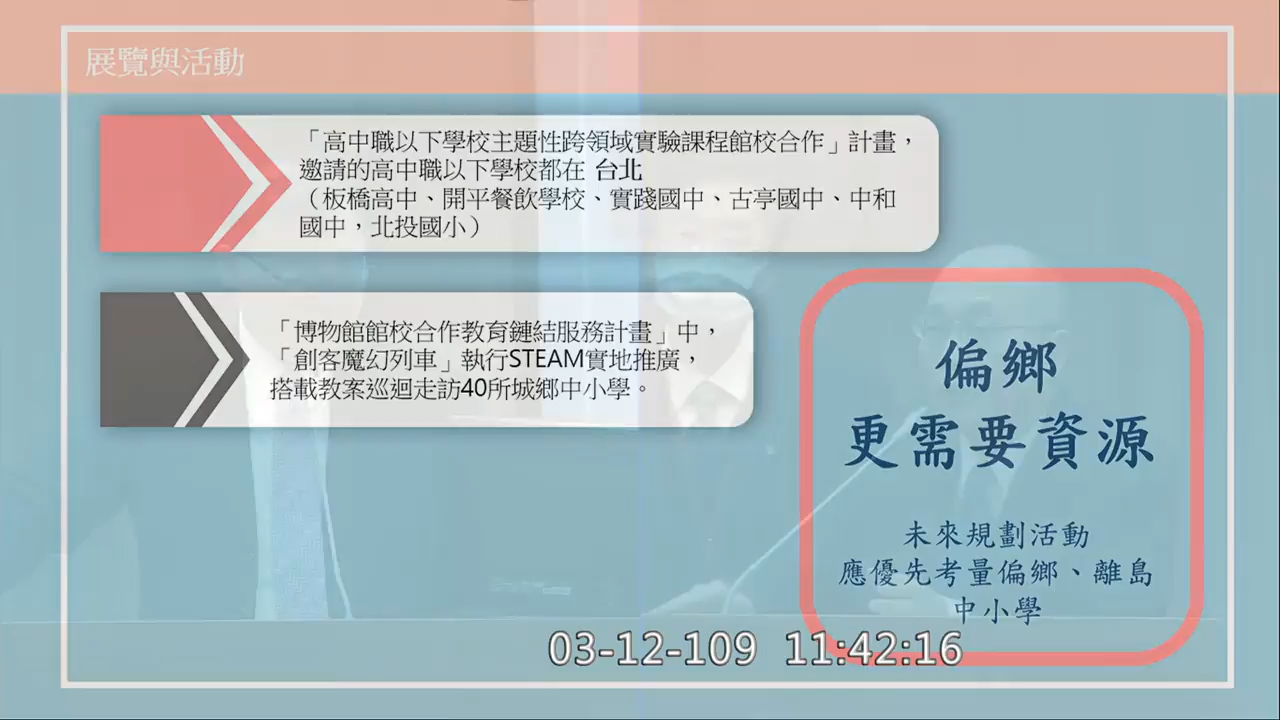 展覽與活動
「高中職以下學校主題性跨領域實驗課程館校合作」計畫，
邀請的高中職以下學校都在 台北
（板橋高中、開平餐飲學校、實踐國中、古亭國中、中和
國中，北投國小）
「博物館館校合作教育鏈結服務計畫」中，
「創客魔幻列車」執行STEAM實地推廣，
搭載教案巡迴走訪40所城鄉中小學。
偏鄉
更需要資源
未來規劃活動
應優先考量偏鄉、離島
中小學
03-12-109 11:42:16